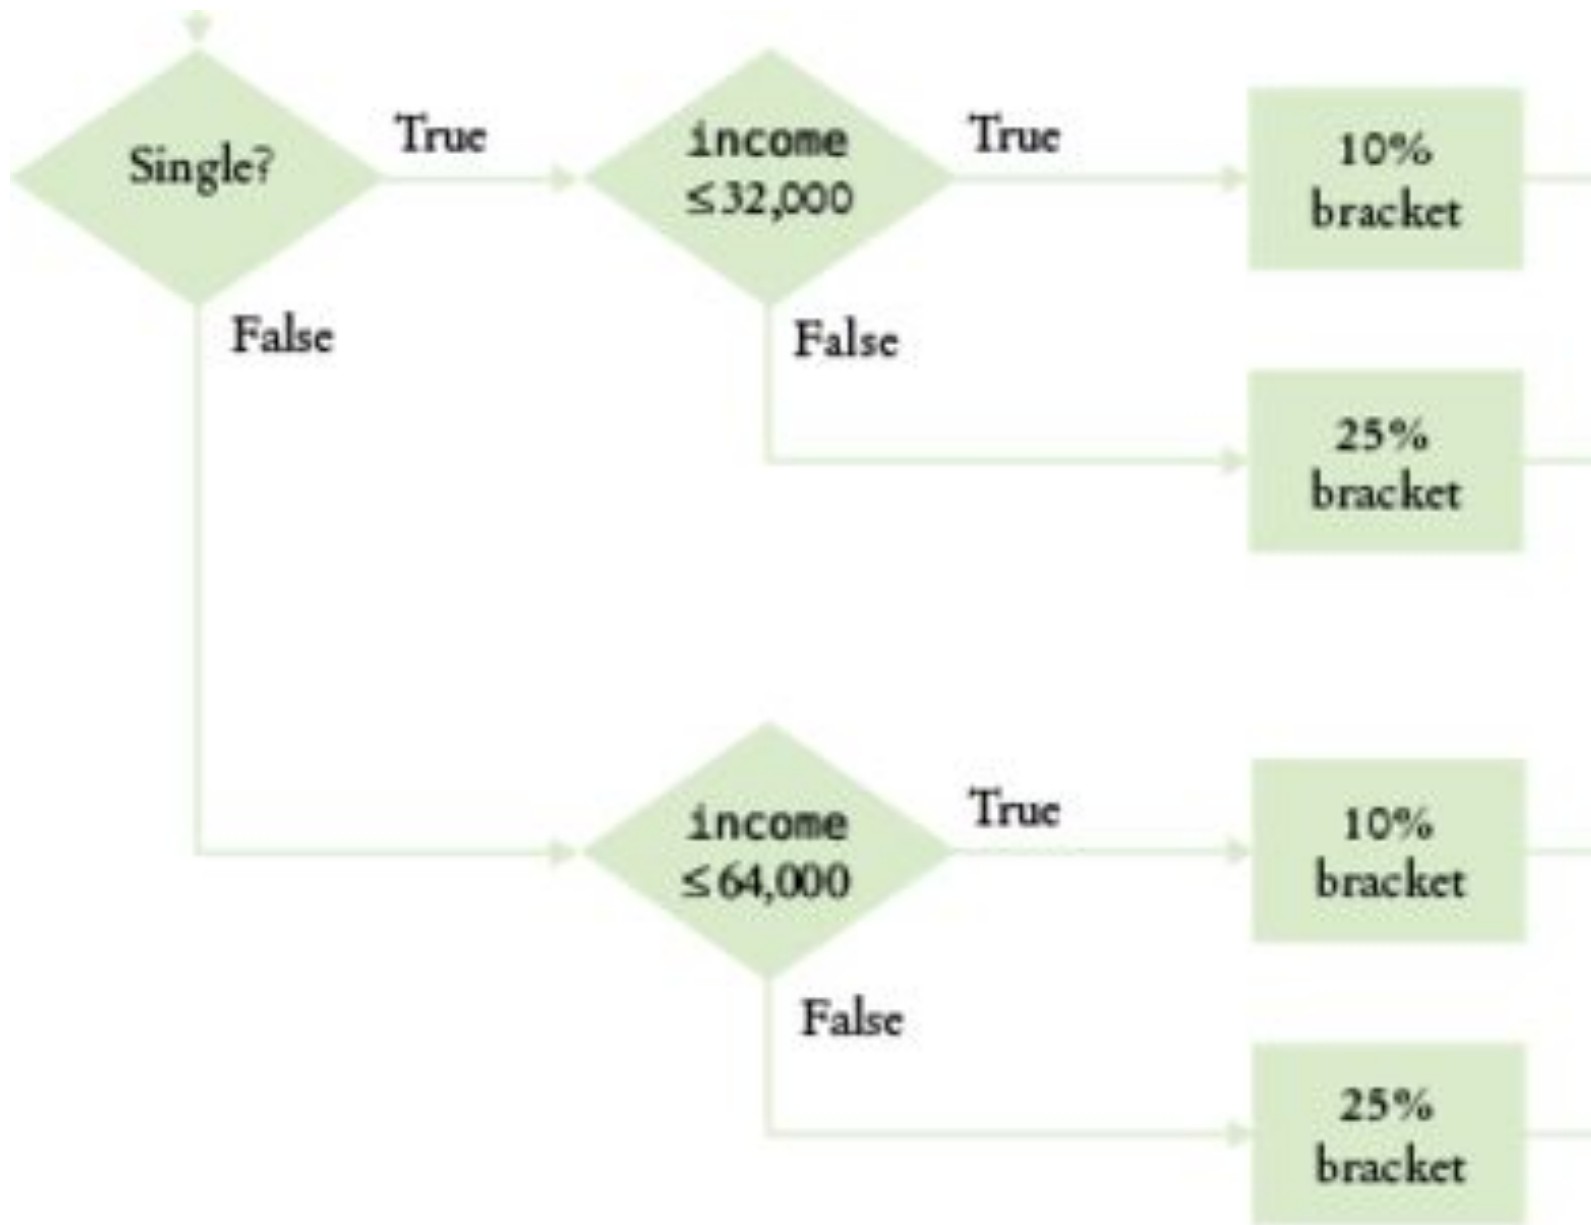 Single?
True
income
≤32,000
True
10%
bracket
False
False
25%
bracket
income
≤64,000
True
10%
bracket
False
25%
bracket